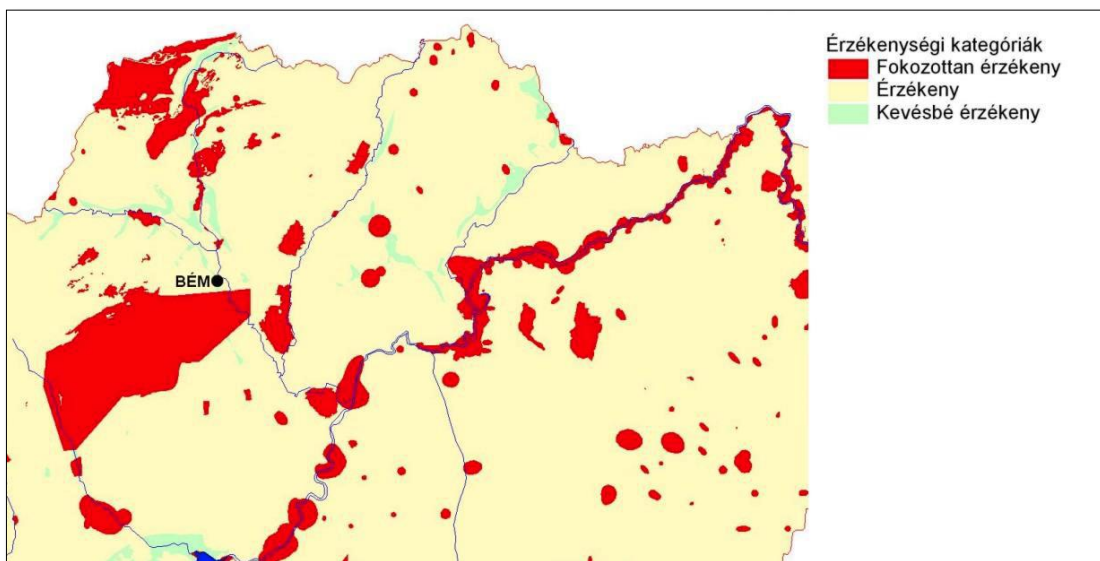 Érzékenységi kategóriák
Fokozottan érzékeny
Érzékeny
Kevésbé érzékeny
BÉM